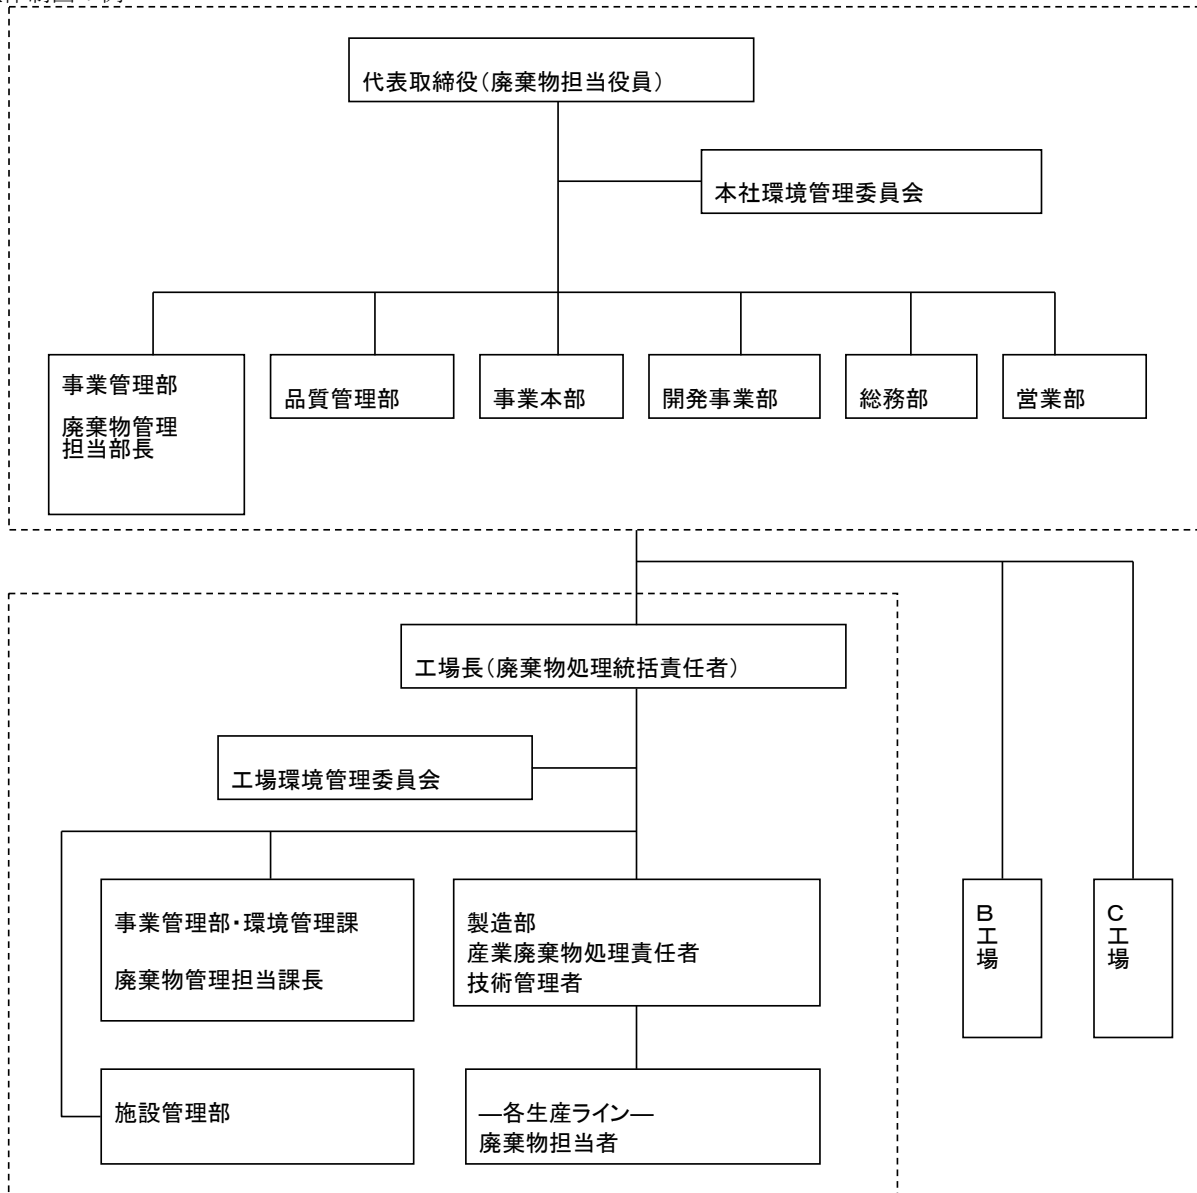 代表取締役（廃棄物担当役員）
本社環境管理委員会
事業管理部
廃棄物管理
担当部長
品質管理部
事業本部
開発事業部
総務部
営業部
工場長（廃棄物処理統括責任者）
工場環境管理委員会
事業管理部・環境管理課
廃棄物管理担当課長
製造部
産業廃棄物処理責任者
技術管理者
B工場
C工場
施設管理部
―各生産ライン―
廃棄物担当者